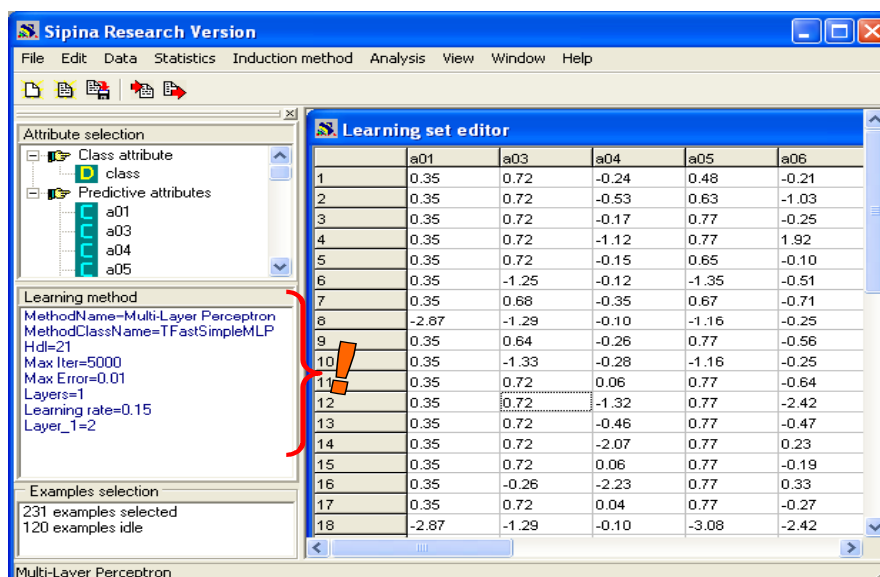 Sipina Research Version
File Edit Data Statistics Induction method Analysis View Window Help
Attribute selection
Class attribute
D class
Predictive attributes
C a01
C a03
C a04
C a05
Learning method
MethodName=Multi-Layer Perceptron
MethodClassName=TFastSimpleMLP
Hdl=21
Max Iter=5000
Max Error=0.01
Layers=1
Learning rate=0.15
Layer_1=2
Examples selection
231 examples selected
120 examples idle
Learning set editor
a01 a03 a04 a05 a06
1 0.35 0.72 -0.24 0.48 -0.21
2 0.35 0.72 -0.53 0.63 -1.03
3 0.35 0.72 -0.17 0.77 -0.25
4 0.35 0.72 -1.12 0.77 1.92
5 0.35 0.72 -0.15 0.65 -0.10
6 0.35 -1.25 -0.12 -1.35 -0.51
7 0.35 0.68 -0.35 0.67 -0.71
8 -2.87 -1.29 -0.10 -1.16 -0.25
9 0.35 0.64 -0.26 0.77 -0.56
10 0.35 -1.33 -0.28 -1.16 -0.25
11 0.35 0.72 0.06 0.77 -0.64
12 0.35 0.72 -1.32 0.77 -2.42
13 0.35 0.72 -0.46 0.77 -0.47
14 0.35 0.72 -2.07 0.77 0.23
15 0.35 0.72 0.06 0.77 -0.19
16 0.35 -0.26 -2.23 0.77 0.33
17 0.35 0.72 0.04 0.77 -0.27
18 -2.87 -1.29 -0.10 -3.08 -2.42
!
Multi-Layer Perceptron